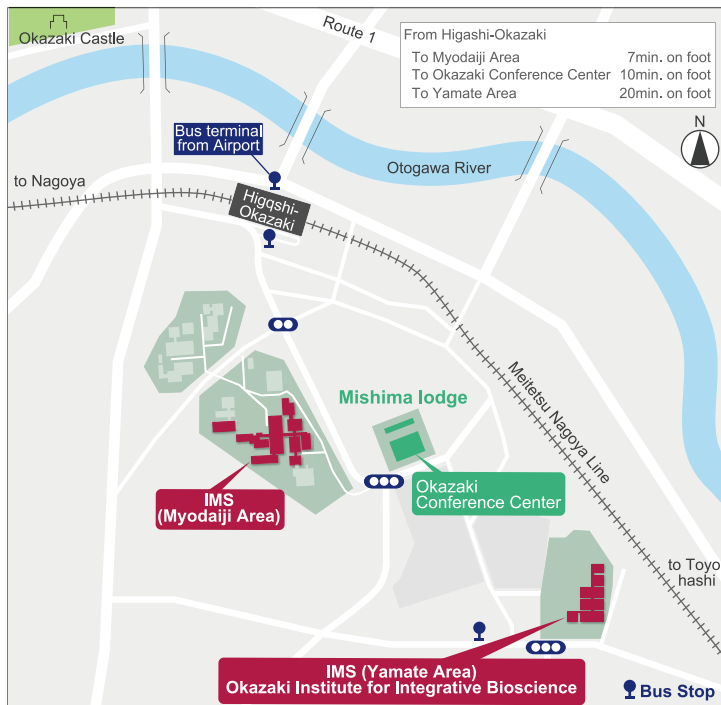 Okazaki Castle
Route 1
From Higashi-Okazaki
To Myodaiji Area 7min. on foot
To Okazaki Conference Center 10min. on foot
To Yamate Area 20min. on foot
N
Bus terminal
from Airport
Otogawa River
to Nagoya
Higqshi-
Okazaki
Meitetsu Nagoya Line
Mishima lodge
Okazaki
Conference Center
IMS
(Myodaiji Area)
to Toyo
hashi
IMS (Yamate Area)
Okazaki Institute for Integrative Bioscience
Bus Stop